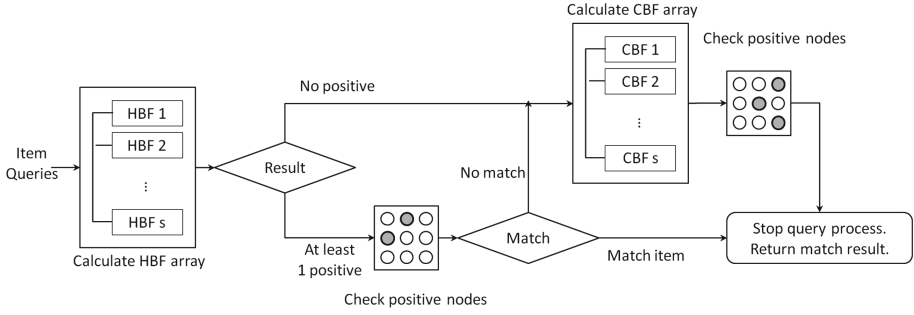 Item
Queries
HBF 1
HBF 2
⋮
HBF s
Calculate HBF array
Result
No positive
At least
1 positive
Check positive nodes
Match
No match
Match item
Calculate CBF array
CBF 1
CBF 2
⋮
CBF s
Check positive nodes
Stop query process.
Return match result.